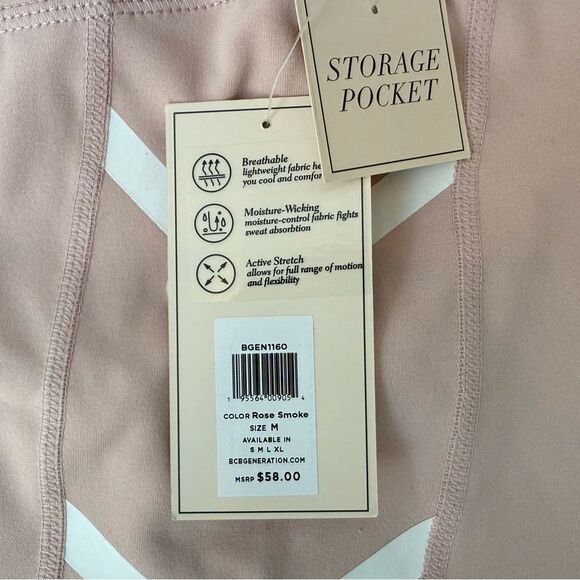 STORAGE
POCKET
Breathable
lightweight fabric
you cool and
Moisture-Wicking
moisture-control fabric fights
sweat absorbtion
Active Stretch
allows for full range of motion
and flexibility
BGEN1160
1 95564 00905 4
COLOR Rose Smoke
SIZE M
AVAILABLE IN
S M L XL
BCBGENERATION.COM
MSRP $58.00